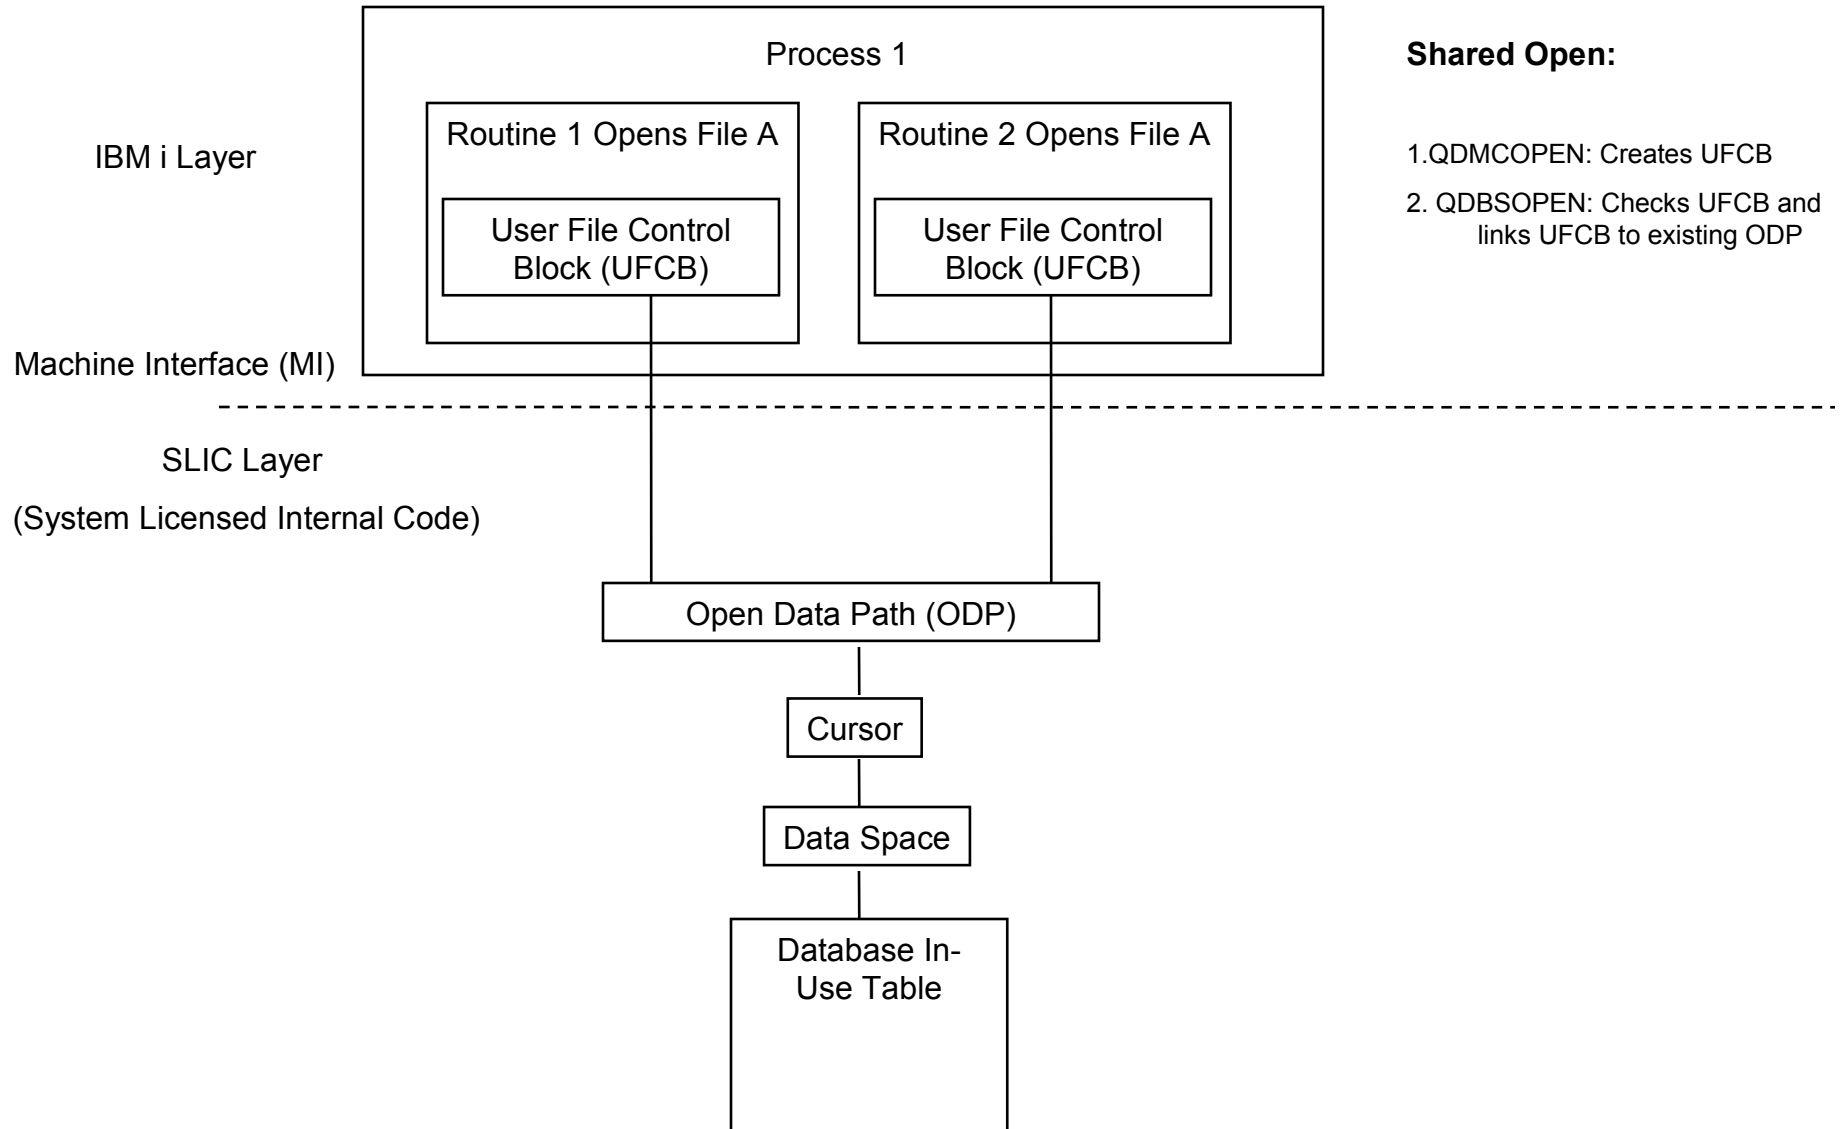 Process 1
Shared Open:
Routine 1 Opens File A
Routine 2 Opens File A
IBM i Layer
1.QDMCOPEN: Creates UFCB
2. QDBSOPEN: Checks UFCB and
links UFCB to existing ODP
User File Control
Block (UFCB)
User File Control
Block (UFCB)
Machine Interface (MI)
SLIC Layer
(System Licensed Internal Code)
Open Data Path (ODP)
Cursor
Data Space
Database In-
Use Table